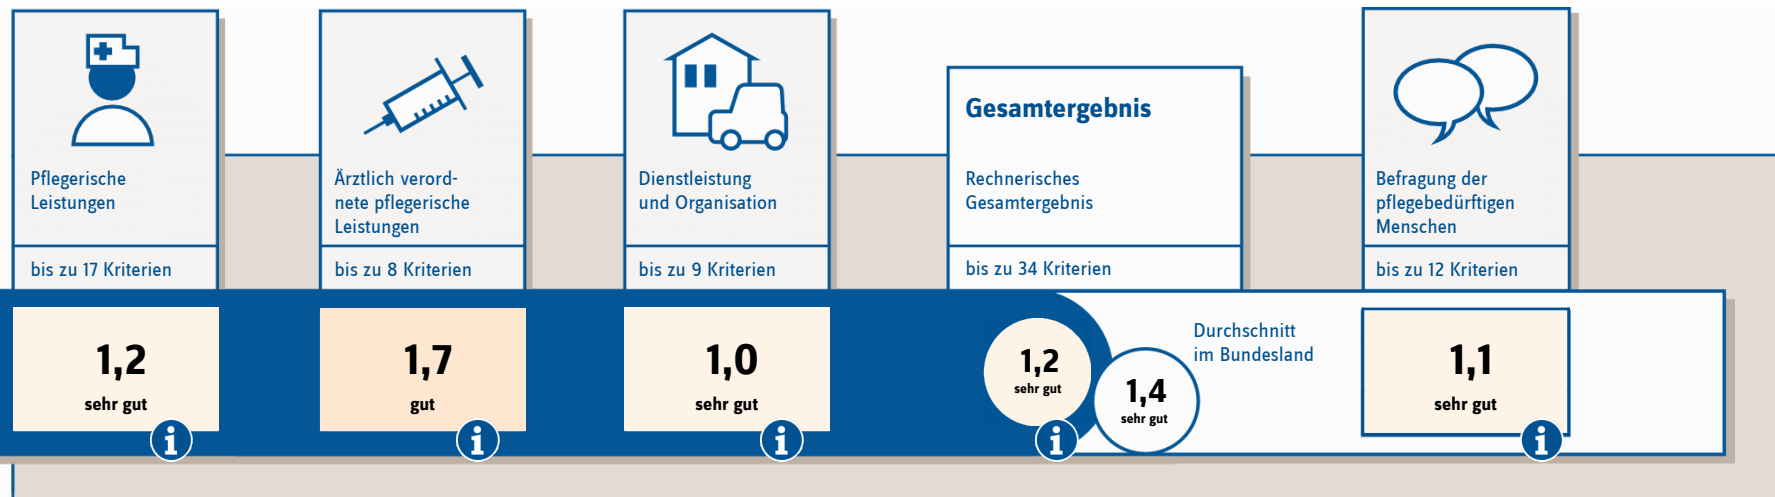 Pflegerische
Leistungen
bis zu 17 Kriterien
1,2
sehr gut
i
Ärztlich verord-
nete pflegerische
Leistungen
bis zu 8 Kriterien
1,7
gut
i
Dienstleistung
und Organisation
bis zu 9 Kriterien
1,0
sehr gut
i
Gesamtergebnis
Rechnerisches
Gesamtergebnis
bis zu 34 Kriterien
1,2
sehr gut
i
Durchschnitt
im Bundesland
1,4
sehr gut
Befragung der
pflegebedürftigen
Menschen
bis zu 12 Kriterien
1,1
sehr gut
i